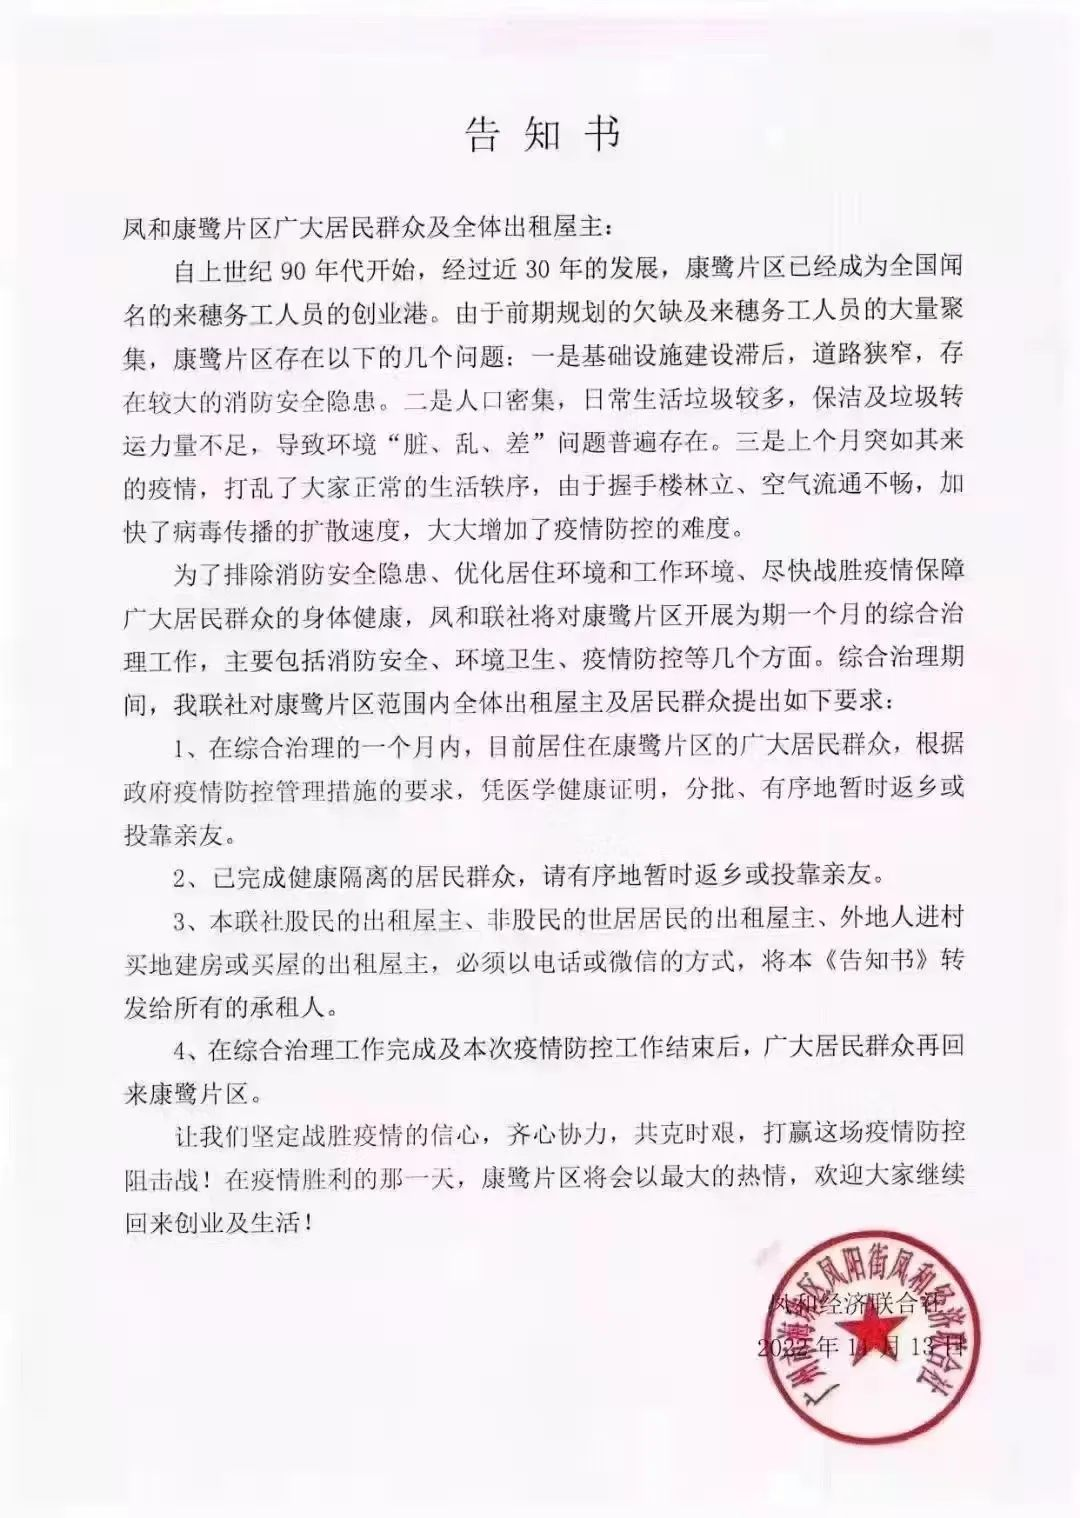 告知书
凤和康鹭片区广大居民群众及全体出租屋主：
自上世纪90年代开始，经过近30年的发展，康鹭片区已经成为全国闻
名的来穗务工人员的创业港。由于前期规划的欠缺及来穗务工人员的大量聚
集，康鹭片区存在以下的几个问题：一是基础设施建设滞后，道路狭窄，存
在较大的消防安全隐患。二是人口密集，日常生活垃圾较多，保洁及垃圾转
运力量不足，导致环境“脏、乱、差”问题普遍存在。三是上个月突如其来
的疫情，打乱了大家正常的生活轶序，由于握手楼林立、空气流通不畅，加
快了病毒传播的扩散速度，大大增加了疫情防控的难度。
为了排除消防安全隐患、优化居住环境和工作环境、尽快战胜疫情保障
广大居民群众的身体健康，凤和联社将对康鹭片区开展为期一个月的综合治
理工作，主要包括消防安全、环境卫生、疫情防控等几个方面。综合治理期
间，我联社对康鹭片区范围内全体出租屋主及居民群众提出如下要求：
1、在综合治理的一个月内，目前居住在康鹭片区的广大居民群众，根据
政府疫情防控管理措施的要求，凭医学健康证明，分批、有序地暂时返乡或
投靠亲友。
2、已完成健康隔离的居民群众，请有序地暂时返乡或投靠亲友。
3、本联社股民的出租屋主、非股民的世居居民的出租屋主、外地人进村
买地建房或买屋的出租屋主，必须以电话或微信的方式，将本《告知书》转
发给所有的承租人。
4、在综合治理工作完成及本次疫情防控工作结束后，广大居民群众再回
来康鹭片区。
让我们坚定战胜疫情的信心，齐心协力，共克时艰，打赢这场疫情防控
阻击战！在疫情胜利的那一天，康鹭片区将会以最大的热情，欢迎大家继续
回来创业及生活！
凤和经济联合社
2022年11月13日
广州市海珠区凤阳街凤和经济联合社